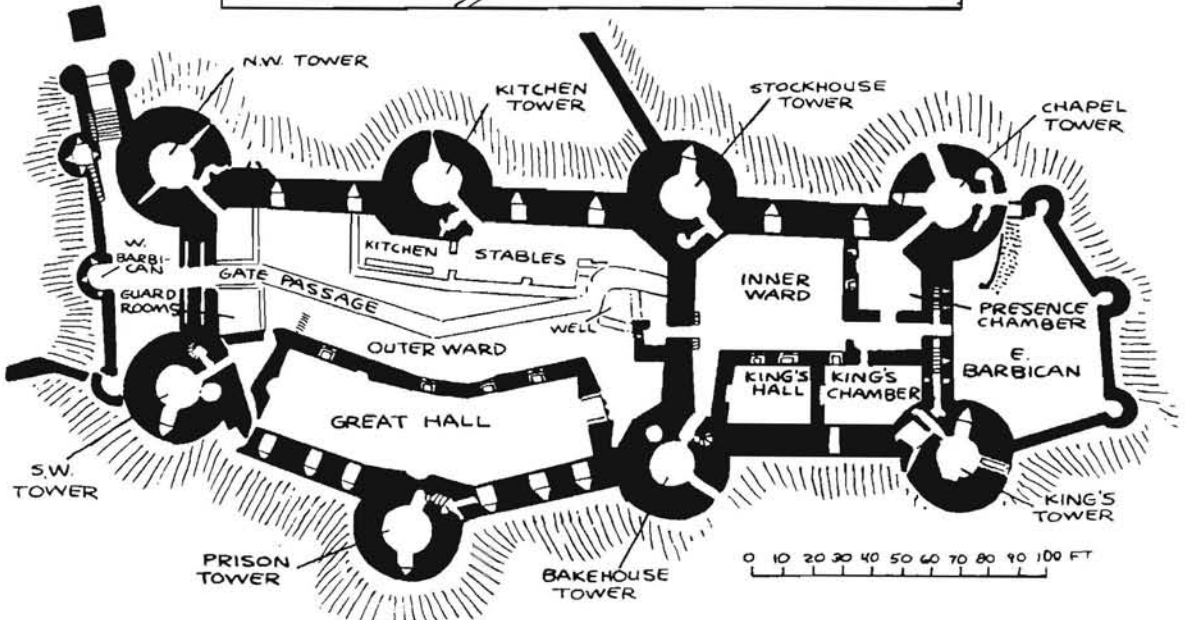 N.W. TOWER
KITCHEN
TOWER
STOCKHOUSE
TOWER
CHAPEL
TOWER
W.
BARBI-
CAN
GATE PASSAGE
GUARD
ROOMS
KITCHEN
STABLES
WELL
OUTER WARD
GREAT HALL
INNER
WARD
PRESENCE
CHAMBER
E.
BARBICAN
KING'S
HALL
KING'S
CHAMBER
S.W.
TOWER
PRISON
TOWER
BAKEHOUSE
TOWER
KING'S
TOWER
0 10 20 30 40 50 60 70 80 90 100 FT